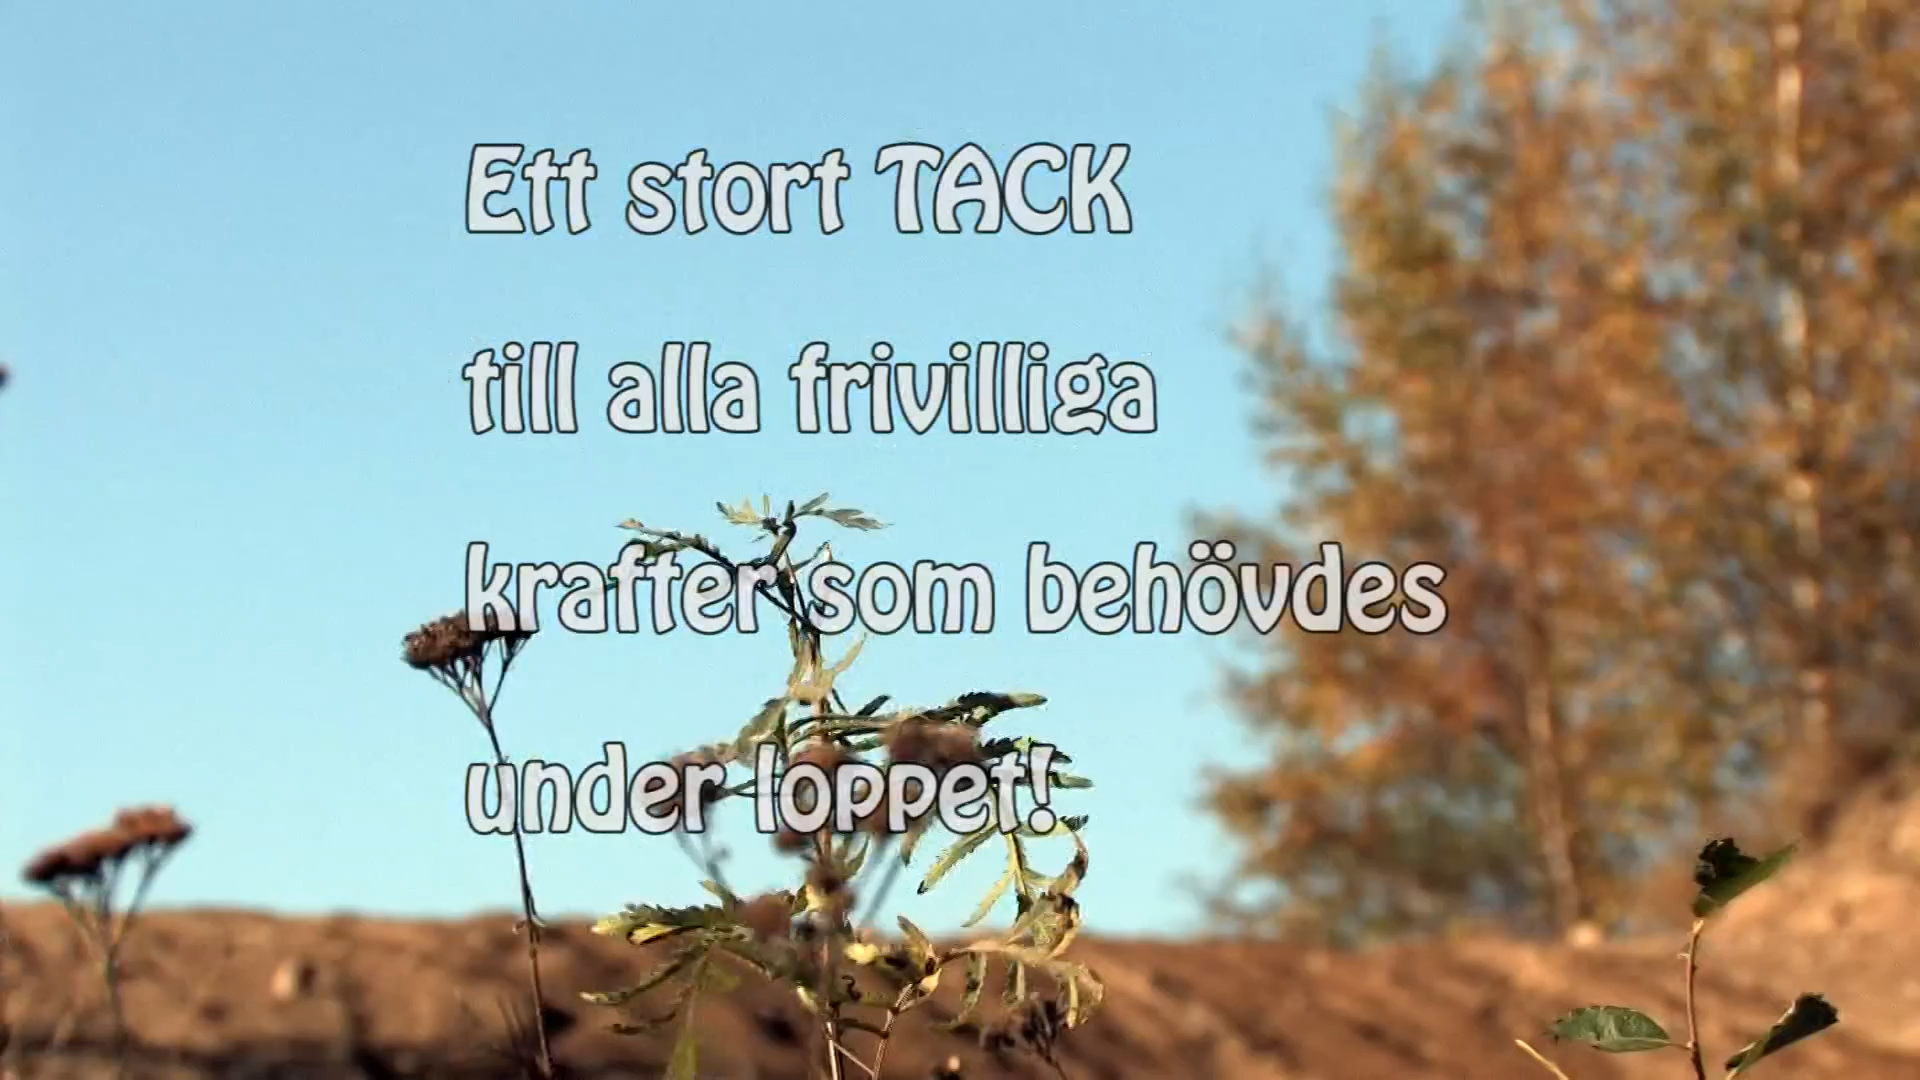 Ett stort TACK
till alla frivilliga
krafter som behövdes
under loppet!